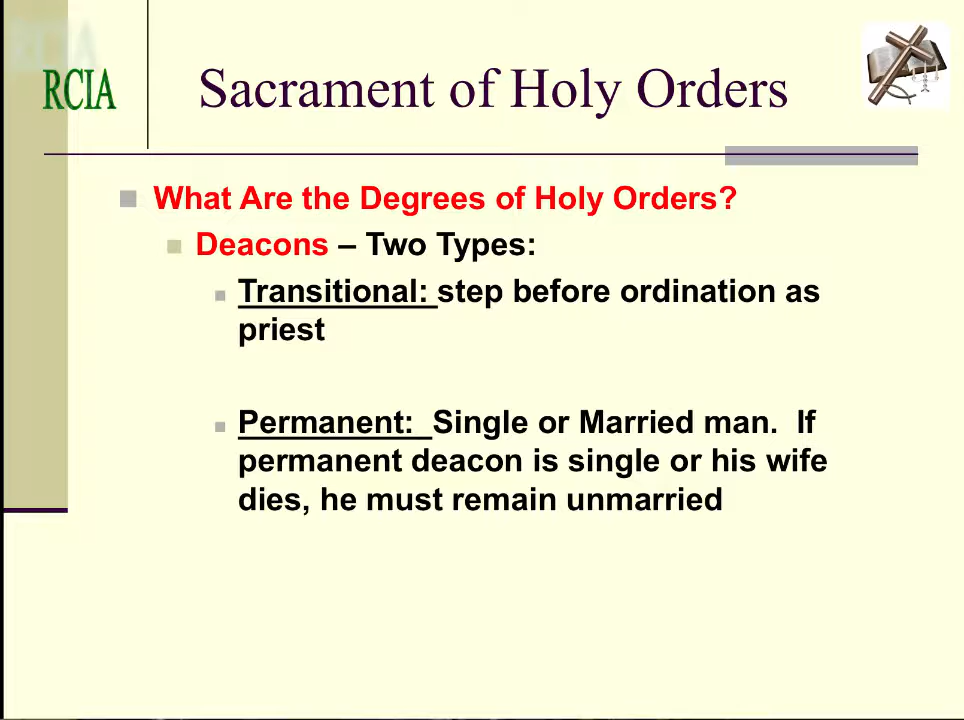 RCIA
Sacrament of Holy Orders
What Are the Degrees of Holy Orders?
Deacons – Two Types:
Transitional: step before ordination as
priest
Permanent:  Single or Married man.  If
permanent deacon is single or his wife
dies, he must remain unmarried